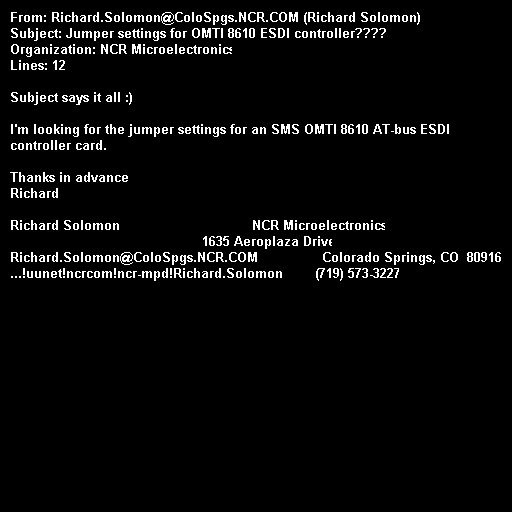 From: Richard.Solomon@ColoSpgs.NCR.COM (Richard Solomon)
Subject: Jumper settings for OMTI 8610 ESDI controller????
Organization: NCR Microelectronics
Lines: 12

Subject says it all :)

I'm looking for the jumper settings for an SMS OMTI 8610 AT-bus ESDI
controller card.

Thanks in advance
Richard

Richard Solomon NCR Microelectronics
1635 Aeroplaza Drive
Richard.Solomon@ColoSpgs.NCR.COM Colorado Springs, CO 80916
...!uunet!ncrcom!ncr-mpd!Richard.Solomon (719) 573-3227